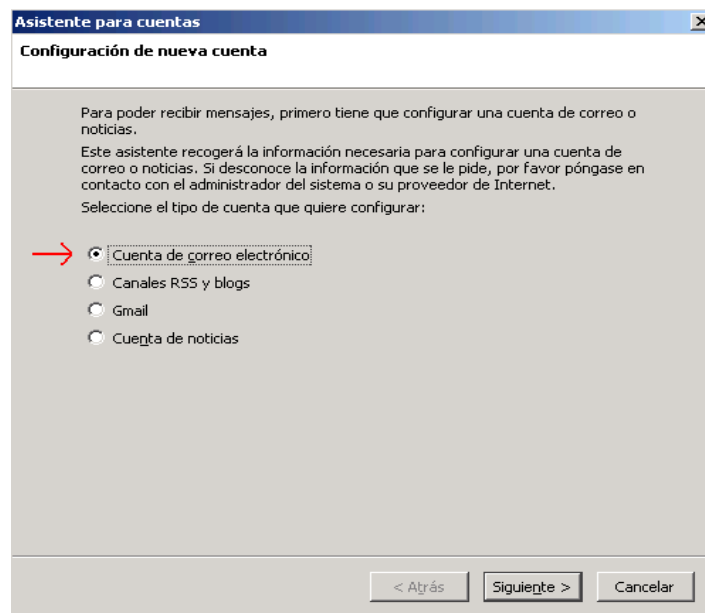 Asistente para cuentas
Configuración de nueva cuenta
Para poder recibir mensajes, primero tiene que configurar una cuenta de correo o
noticias.
Este asistente recogerá la información necesaria para configurar una cuenta de
correo o noticias. Si desconoce la información que se le pide, por favor póngase en
contacto con el administrador del sistema o su proveedor de Internet.
Seleccione el tipo de cuenta que quiere configurar:
Cuenta de correo electrónico
Canales RSS y blogs
Gmail
Cuenta de noticias
< Atrás Siguiente > Cancelar